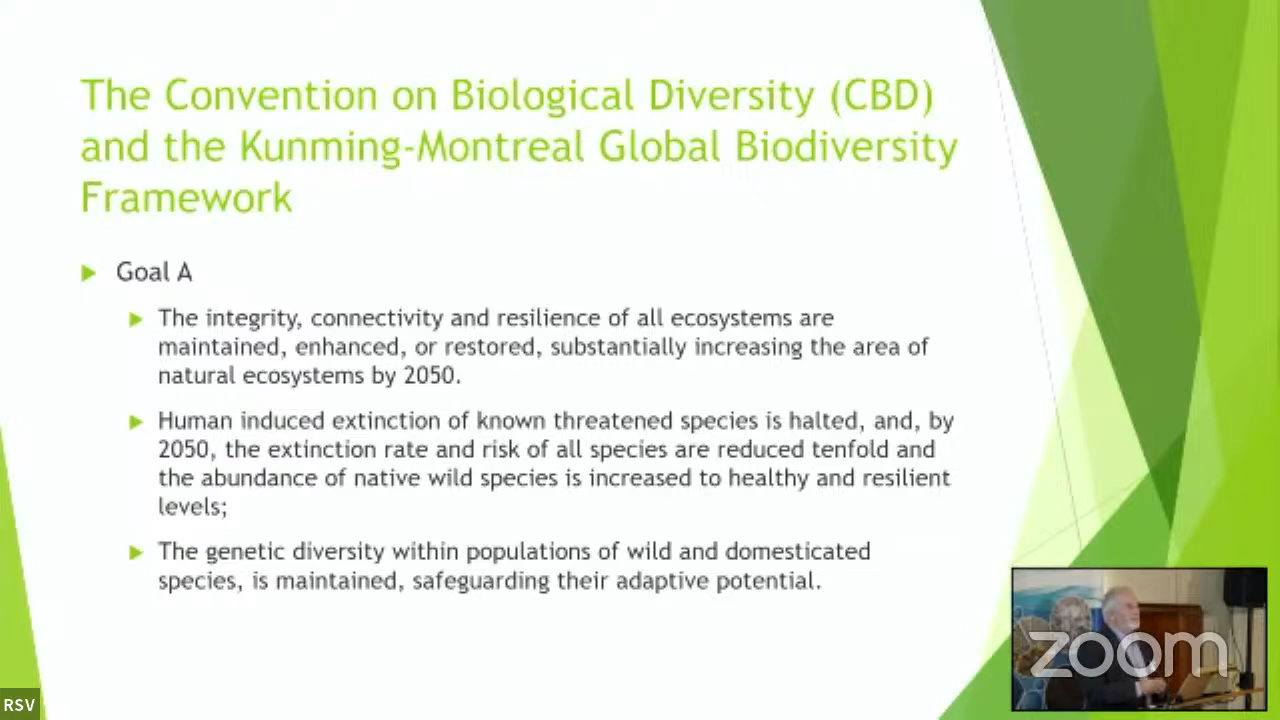 The Convention on Biological Diversity (CBD)
and the Kunming-Montreal Global Biodiversity
Framework
Goal A
The integrity, connectivity and resilience of all ecosystems are
maintained, enhanced, or restored, substantially increasing the area of
natural ecosystems by 2050.
Human induced extinction of known threatened species is halted, and, by
2050, the extinction rate and risk of all species are reduced tenfold and
the abundance of native wild species is increased to healthy and resilient
levels;
The genetic diversity within populations of wild and domesticated
species, is maintained, safeguarding their adaptive potential.
zoom
RSV